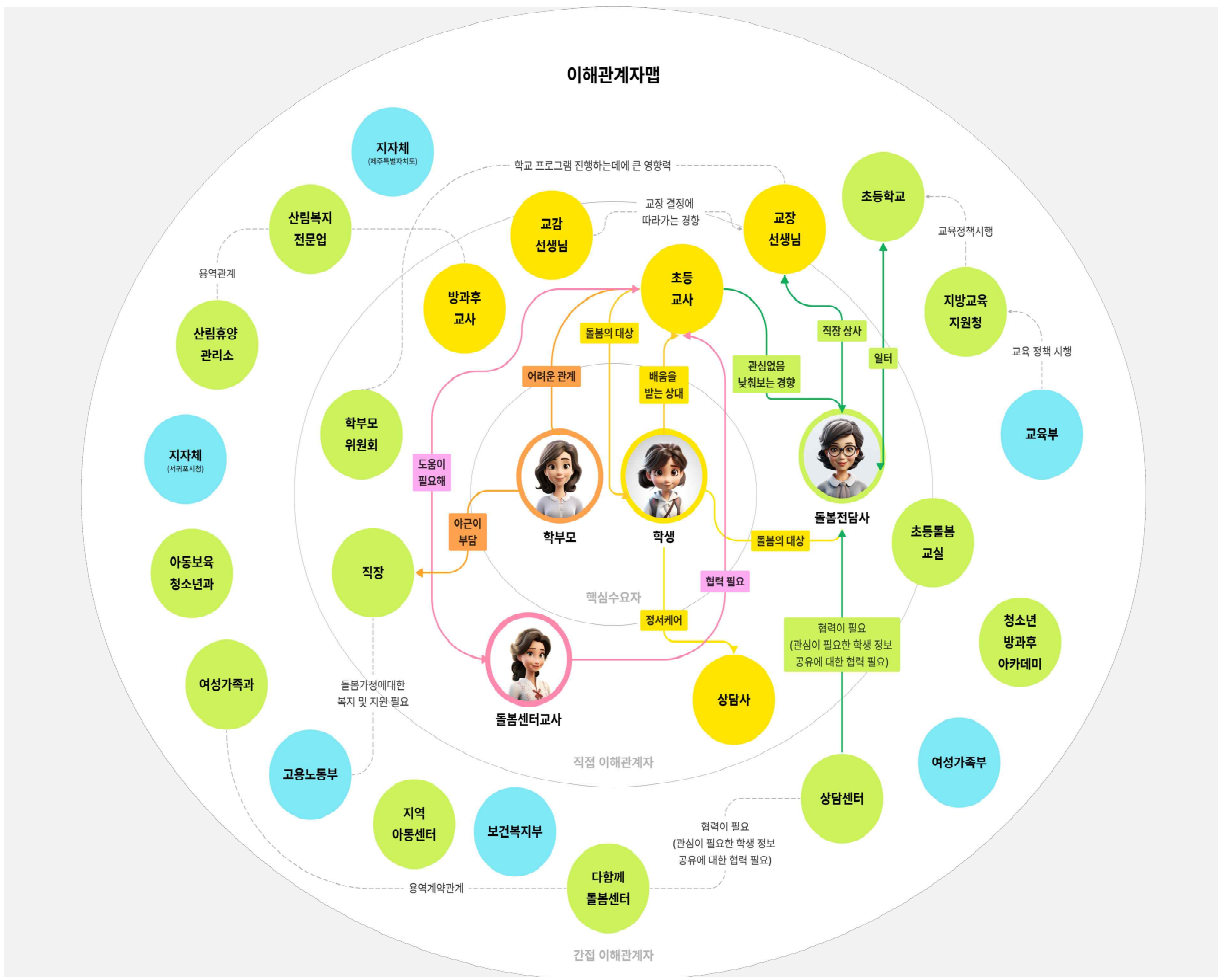 이해관계자맵
지자체
(제주특별자치도)
학교 프로그램 진행하는데에 큰 영향력
초등학교
산림복지
전문업
교감
선생님
교장 결정에
따라가는 경향
교장
선생님
교육정책시행
용역관계
방과후
교사
초등
교사
지방교육
지원청
산림휴양
관리소
돌봄의 대상
직장 상사
일터
교육 정책 시행
어려운 관계
배움을
받는 상대
관심없음
낮춰보는 경향
학부모
위원회
교육부
지자체
(서귀포시청)
도움이
필요해
돌봄전담사
야근이
부담
학부모
학생
돌봄의 대상
초등돌봄
교실
아동보육
청소년과
직장
협력 필요
핵심수요자
정서케어
협력이 필요
(관심이 필요한 학생 정보
공유에 대한 협력 필요)
청소년
방과후
아카데미
여성가족과
돌봄가정에대한
복지 및 지원 필요
돌봄센터교사
상담사
직접 이해관계자
여성가족부
고용노동부
상담센터
지역
아동센터
보건복지부
협력이 필요
(관심이 필요한 학생 정보
공유에 대한 협력 필요)
다함께
돌봄센터
용역계약관계
간접 이해관계자